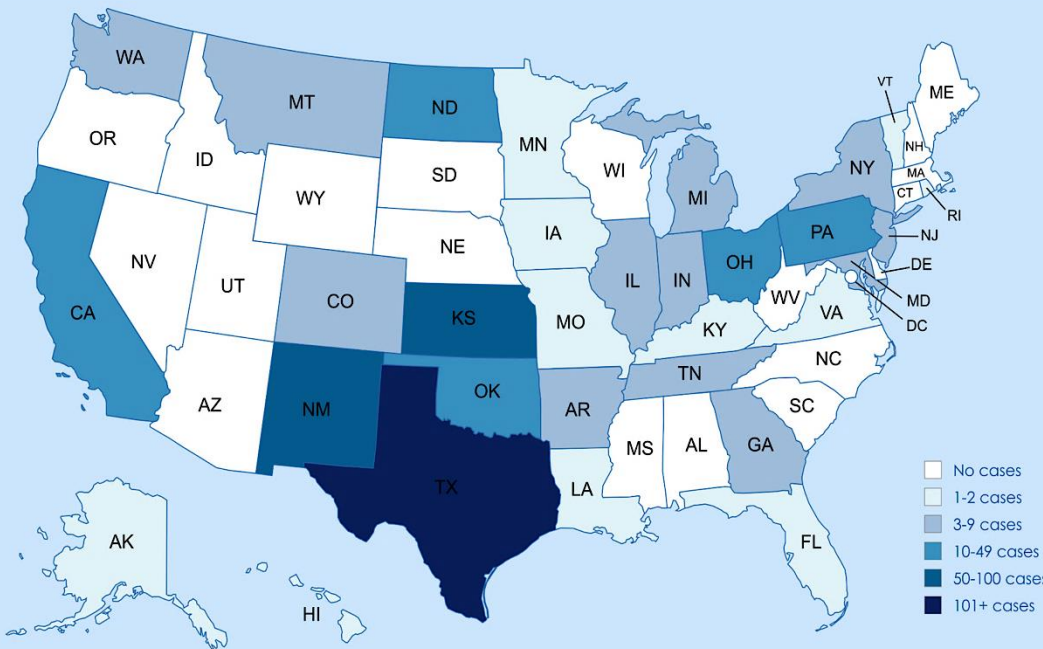 WA
MT
ND
MN
OR
ID
WY
SD
WI
MI
VT
ME
NH
NY
MA
CT
RI
NV
UT
CO
NE
IA
IL
IN
OH
PA
NJ
DE
MD
DC
WV
VA
CA
KS
MO
KY
AZ
NM
OK
AR
TN
NC
SC
TX
LA
MS
AL
GA
FL
AK
HI
No cases
1-2 cases
3-9 cases
10-49 cases
50-100 cases
101+ cases